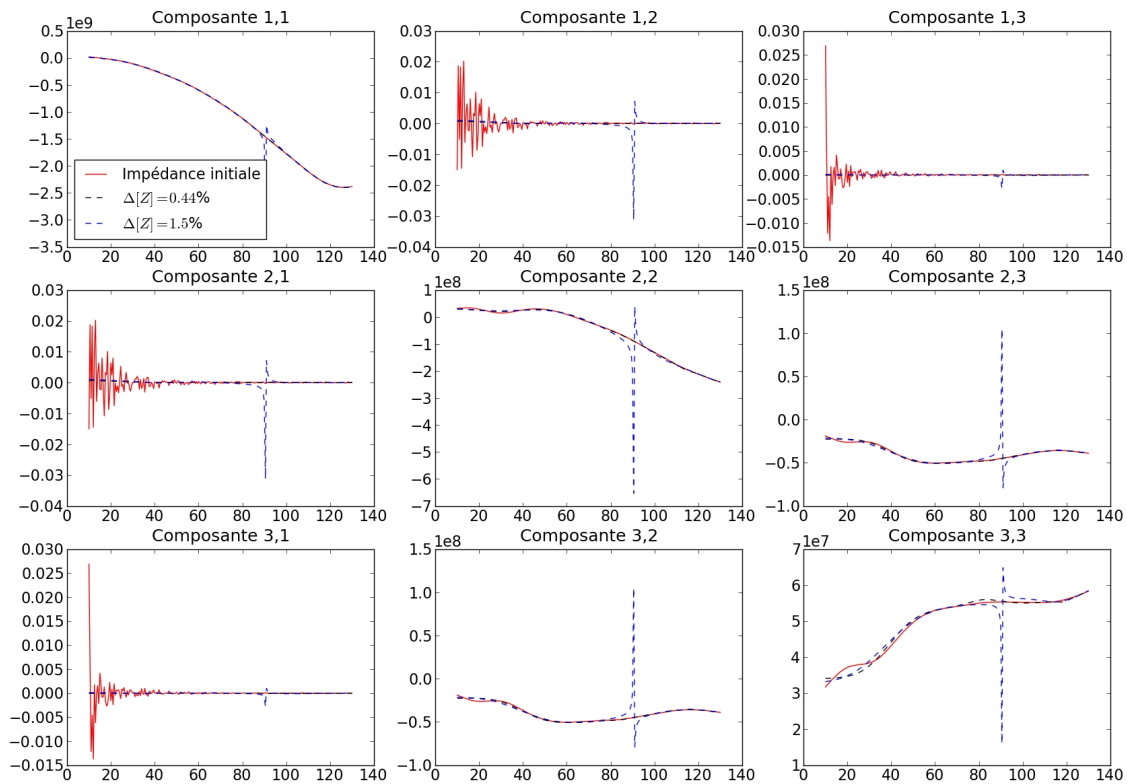 Composante 1,1
1e9
0.5
0.0
−0.5
−1.0
−1.5
−2.0
−2.5
−3.0
−3.5
0 20 40 60 80 100 120 140
Impédance initiale
Δ[Z]=0.44%
Δ[Z]=1.5%
Composante 1,2
0.03
0.02
0.01
0.00
−0.01
−0.02
−0.03
−0.04
0 20 40 60 80 100 120 140
Composante 1,3
0.030
0.025
0.020
0.015
0.010
0.005
0.000
−0.005
−0.010
−0.015
0 20 40 60 80 100 120 140
Composante 2,1
0.03
0.02
0.01
0.00
−0.01
−0.02
−0.03
−0.04
0 20 40 60 80 100 120 140
Composante 2,2
1e8
1
0
−1
−2
−3
−4
−5
−6
−7
0 20 40 60 80 100 120 140
Composante 2,3
1e8
1.5
1.0
0.5
0.0
−0.5
−1.0
0 20 40 60 80 100 120 140
Composante 3,1
0.030
0.025
0.020
0.015
0.010
0.005
0.000
−0.005
−0.010
−0.015
0 20 40 60 80 100 120 140
Composante 3,2
1e8
1.5
1.0
0.5
0.0
−0.5
−1.0
0 20 40 60 80 100 120 140
Composante 3,3
1e7
7
6
5
4
3
2
1
0 20 40 60 80 100 120 140